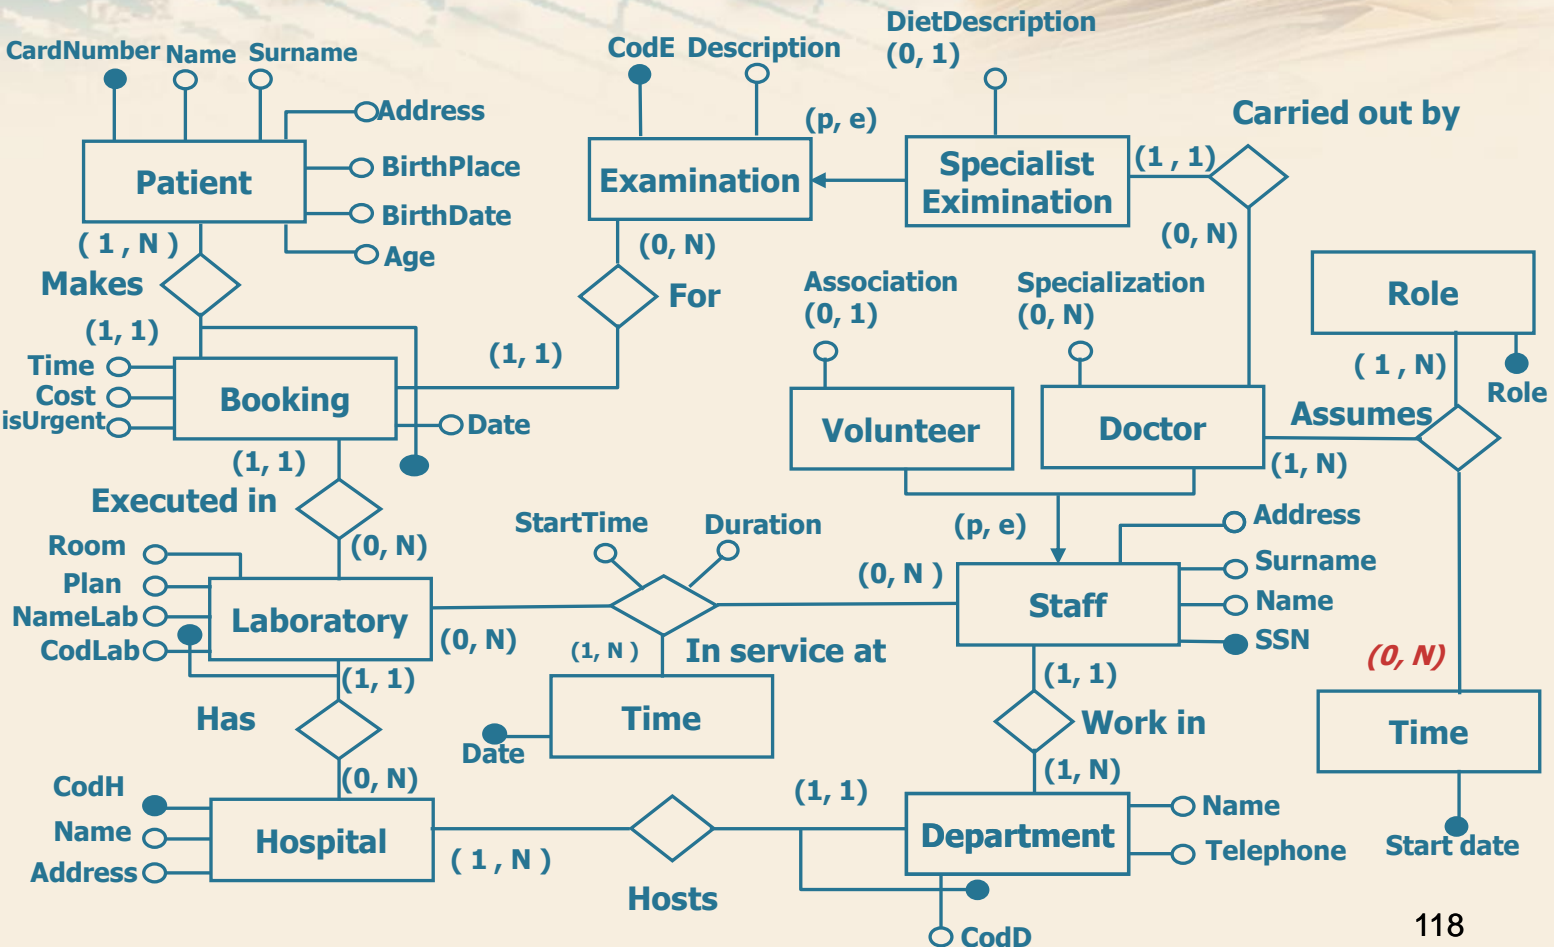 DietDescription
(0, 1)
CardNumber
Name
Surname
CodE
Description
Address
(p, e)
Carried out by
BirthPlace
Patient
Examination
Specialist
Eximination
(1 , 1)
BirthDate
( 1 , N )
(0, N)
(0, N)
Age
Makes
For
Association
(0, 1)
Specialization
(0, N)
Role
(1, 1)
(1, 1)
Time
Cost
isUrgent
Booking
Date
( 1 , N)
Role
Volunteer
Doctor
Assumes
(1, N)
(1, 1)
Executed in
StartTime
Duration
(p, e)
Address
Room
(0, N)
Surname
Plan
(0, N )
Staff
Name
NameLab
Laboratory
CodLab
(0, N)
(1, N )
In service at
SSN
(0, N)
(1, 1)
(1, 1)
Has
Time
Work in
Time
Date
(0, N)
(1, N)
CodH
(1, 1)
Name
Name
Hospital
Department
Start date
Address
( 1 , N )
Telephone
Hosts
CodD
118